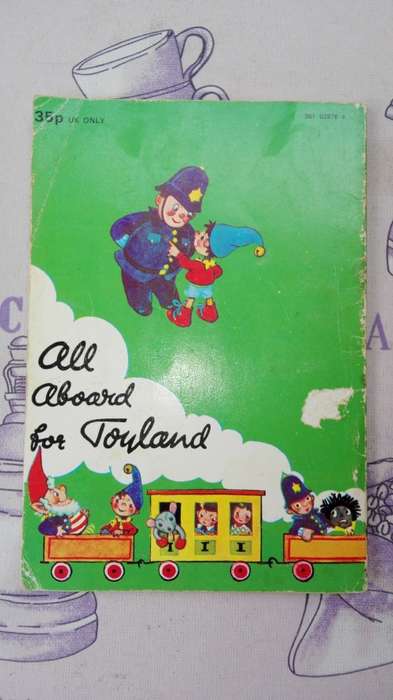 35p UK ONLY
All
Aboard
for Toyland
I I I
C
A